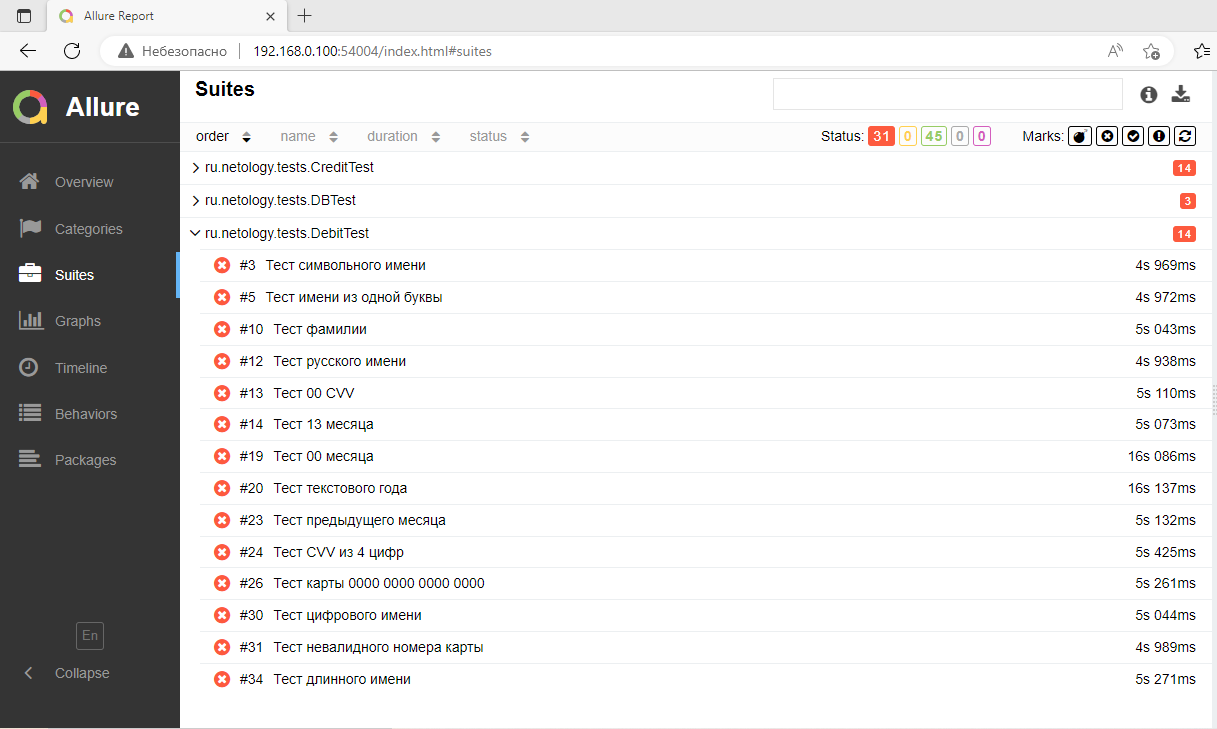 Allure Report
Небезопасно 192.168.0.100:54004/index.html#suites
Allure
Overview
Categories
Suites
Graphs
Timeline
Behaviors
Packages
En
Collapse
Suites
order name duration status Status: 31 0 45 0 0 Marks:
ru.netology.tests.CreditTest 14
ru.netology.tests.DBTest 3
ru.netology.tests.DebitTest 14
#3 Тест символьного имени 4s 969ms
#5 Тест имени из одной буквы 4s 972ms
#10 Тест фамилии 5s 043ms
#12 Тест русского имени 4s 938ms
#13 Тест 00 CVV 5s 110ms
#14 Тест 13 месяца 5s 073ms
#19 Тест 00 месяца 16s 086ms
#20 Тест текстового года 16s 137ms
#23 Тест предыдущего месяца 5s 132ms
#24 Тест CVV из 4 цифр 5s 425ms
#26 Тест карты 0000 0000 0000 0000 5s 261ms
#30 Тест цифрового имени 5s 044ms
#31 Тест невалидного номера карты 4s 989ms
#34 Тест длинного имени 5s 271ms